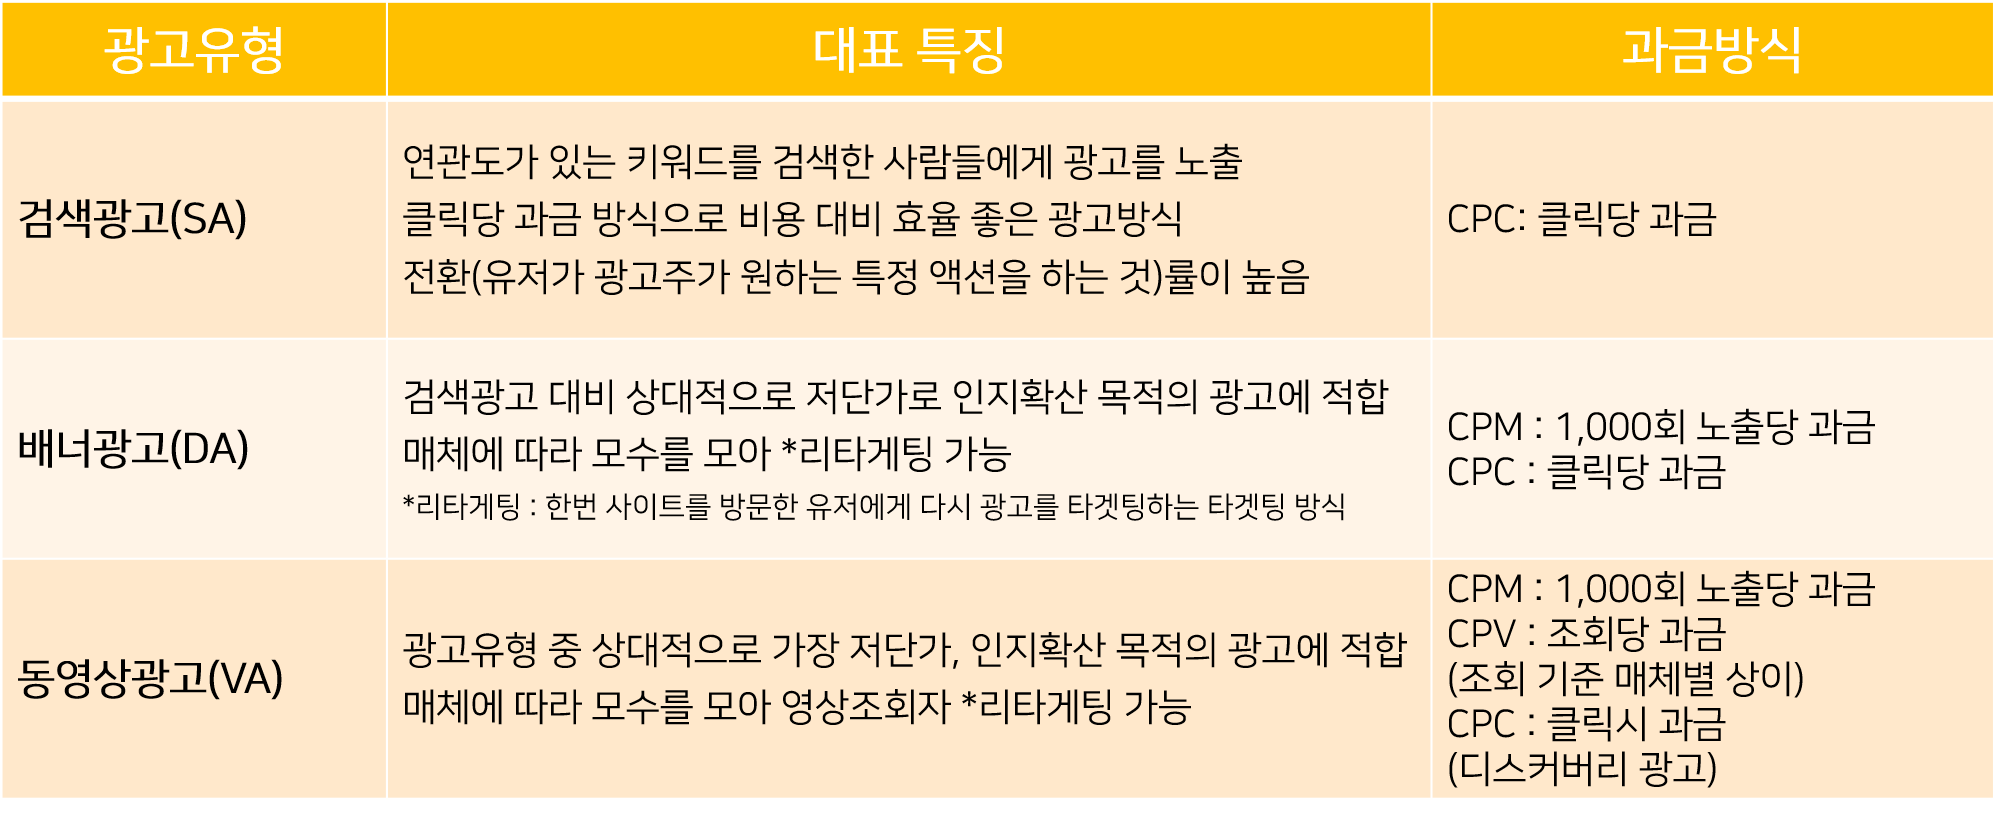 광고유형
대표 특징
과금방식
검색광고(SA)
연관도가 있는 키워드를 검색한 사람들에게 광고를 노출
클릭당 과금 방식으로 비용 대비 효율 좋은 광고방식
전환(유저가 광고주가 원하는 특정 액션을 하는 것)률이 높음
CPC: 클릭당 과금
배너광고(DA)
검색광고 대비 상대적으로 저단가로 인지확산 목적의 광고에 적합
매체에 따라 모수를 모아 *리타게팅 가능
*리타게팅 : 한번 사이트를 방문한 유저에게 다시 광고를 타겟팅하는 타겟팅 방식
CPM : 1,000회 노출당 과금
CPC : 클릭당 과금
동영상광고(VA)
광고유형 중 상대적으로 가장 저단가, 인지확산 목적의 광고에 적합
매체에 따라 모수를 모아 영상조회자 *리타게팅 가능
CPM : 1,000회 노출당 과금
CPV : 조회당 과금
(조회 기준 매체별 상이)
CPC : 클릭시 과금
(디스커버리 광고)